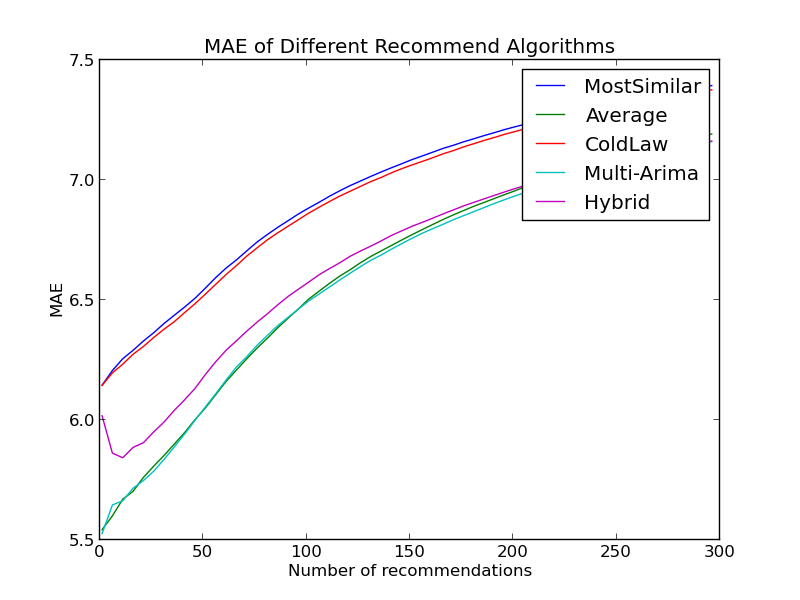 MAE of Different Recommend Algorithms
7.5
7.0
6.5
6.0
5.5
MAE
MostSimilar
Average
ColdLaw
Multi-Arima
Hybrid
0 50 100 150 200 250 300
Number of recommendations